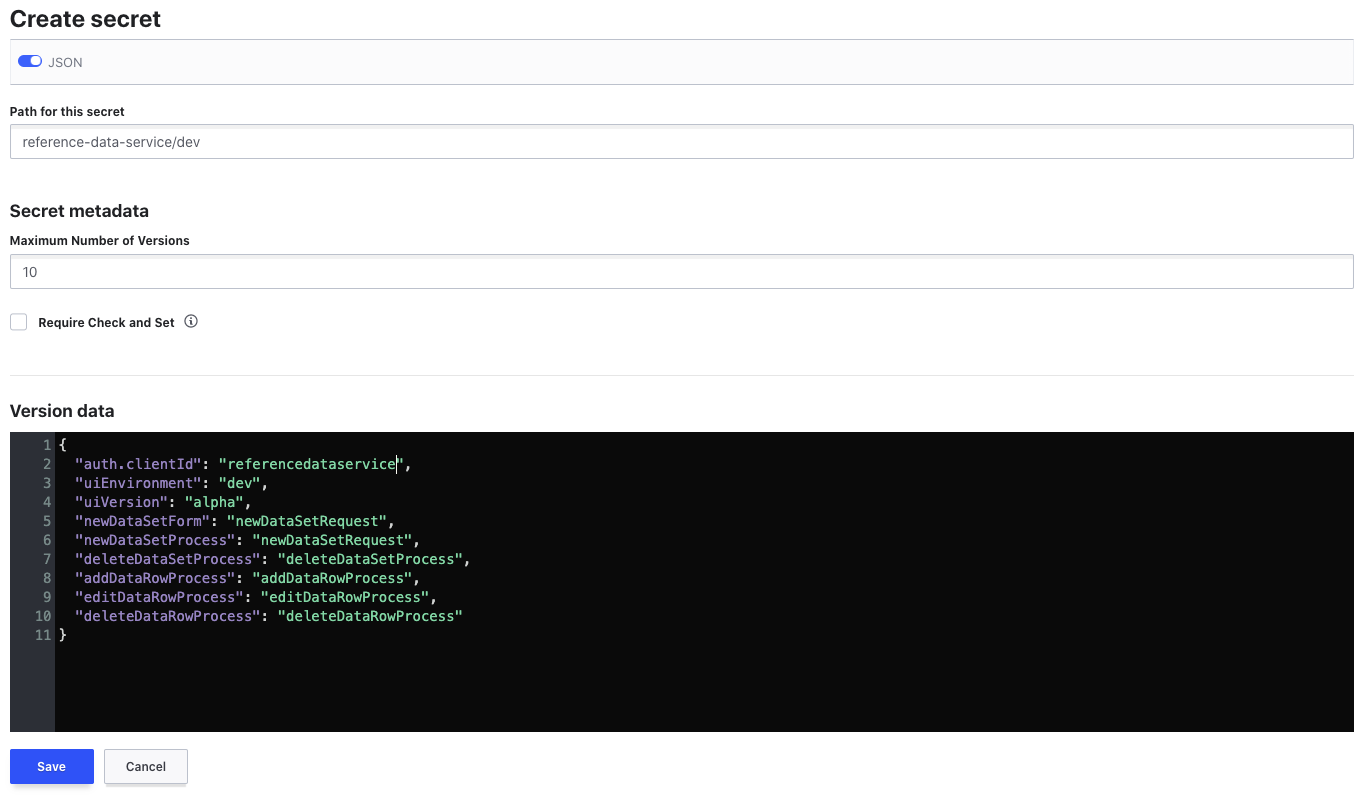 Create secret
JSON
Path for this secret
reference-data-service/dev
Secret metadata
Maximum Number of Versions
10
Require Check and Set
Version data
1 {
2 "auth.clientId": "referencedataservice",
3 "uiEnvironment": "dev",
4 "uiVersion": "alpha",
5 "newDataSetForm": "newDataSetRequest",
6 "newDataSetProcess": "newDataSetRequest",
7 "deleteDataSetProcess": "deleteDataSetProcess",
8 "addDataRowProcess": "addDataRowProcess",
9 "editDataRowProcess": "editDataRowProcess",
10 "deleteDataRowProcess": "deleteDataRowProcess"
11 }
Save Cancel